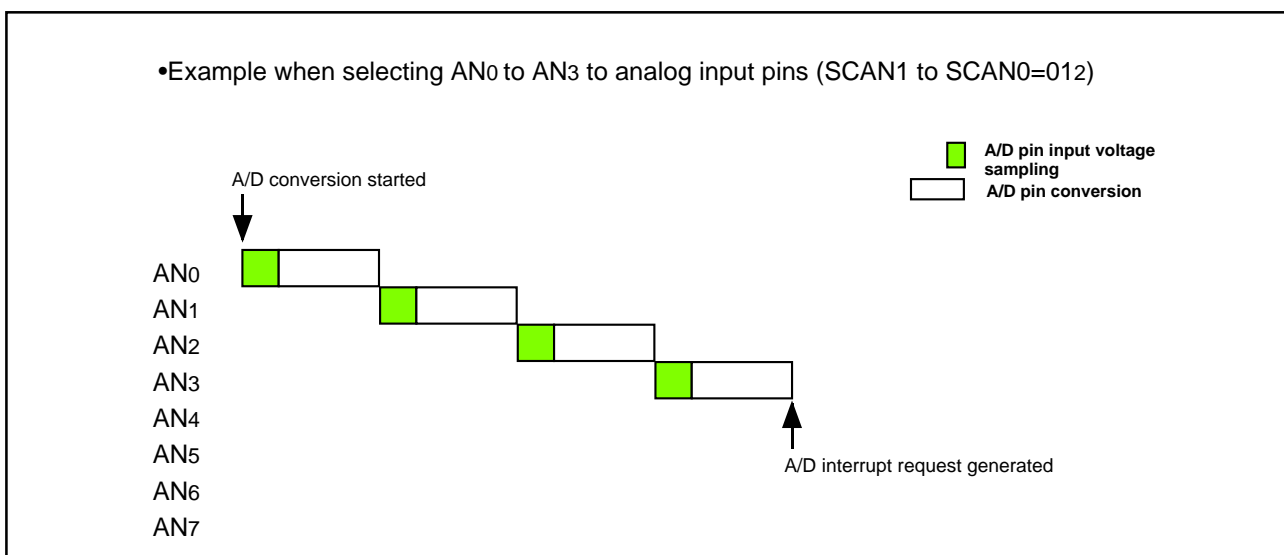 •Example when selecting AN0 to AN3 to analog input pins (SCAN1 to SCAN0=012)
A/D pin input voltage
sampling
A/D pin conversion
A/D conversion started
AN0
AN1
AN2
AN3
AN4
AN5
AN6
AN7
A/D interrupt request generated